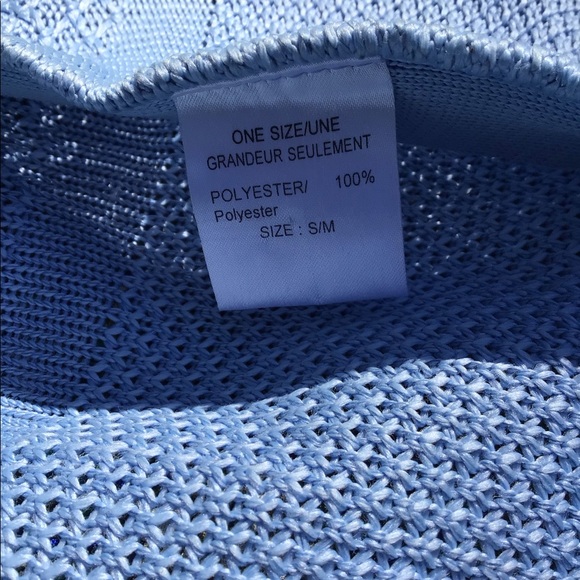 ONE SIZE/UNE
GRANDEUR SEULEMENT
POLYESTER/ 100%
Polyester
SIZE : S/M